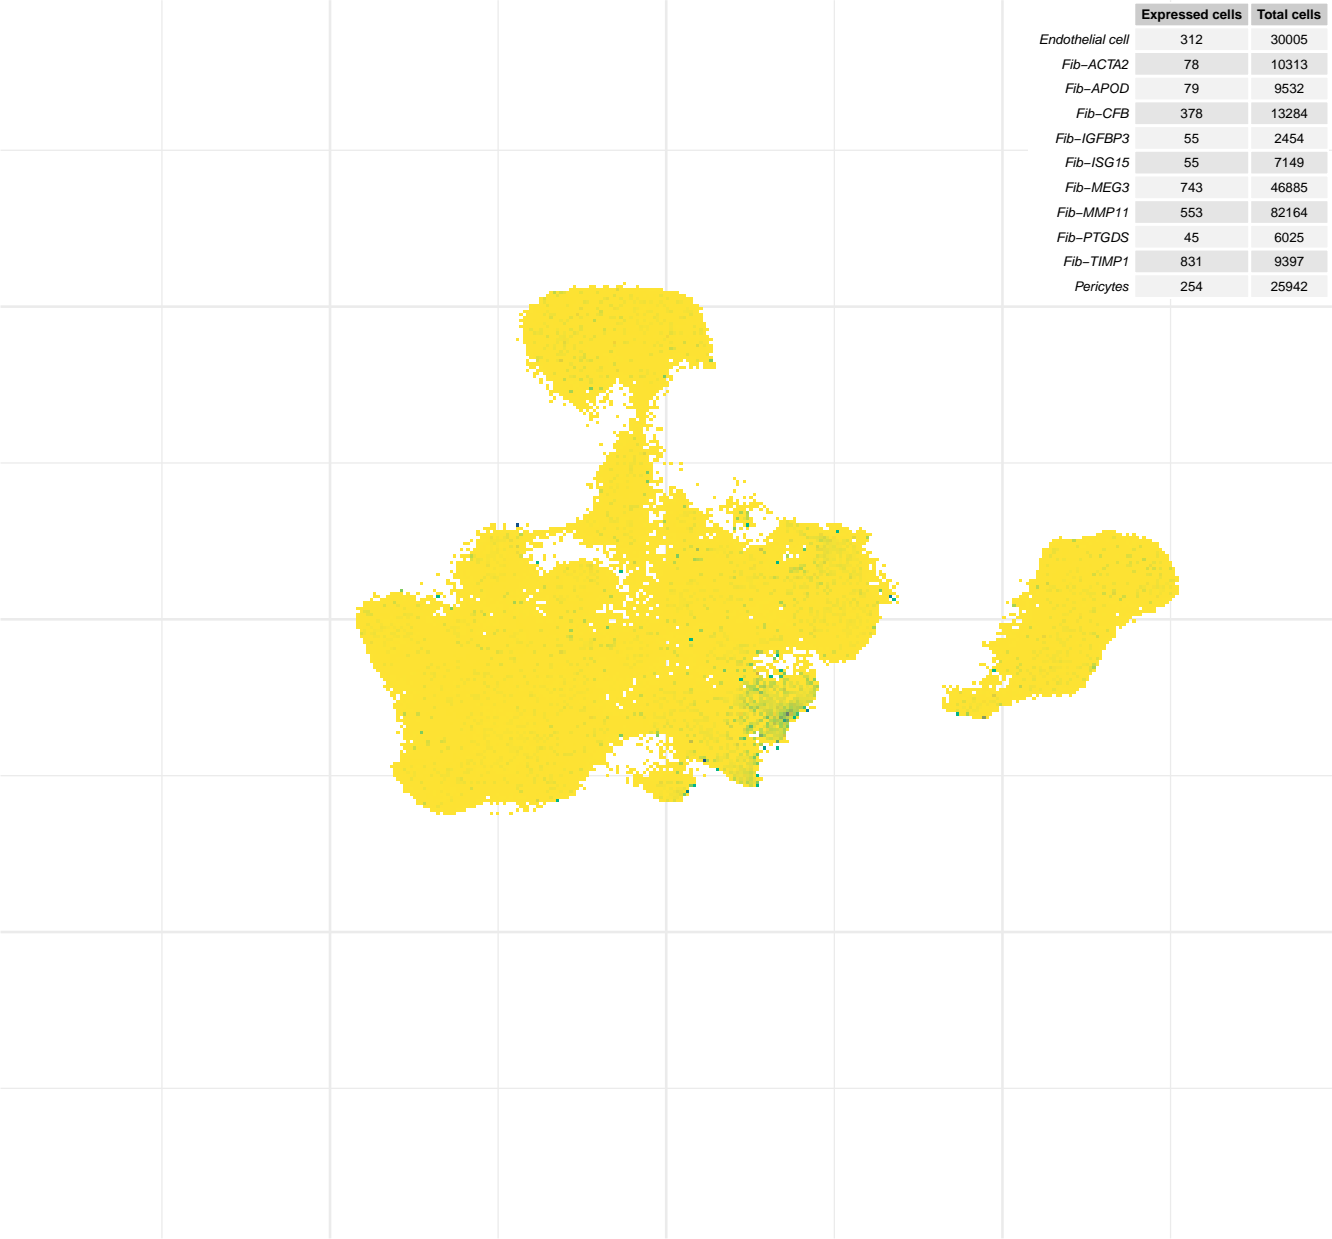 Expressed cells Total cells
Endothelial cell 312 30005
Fib−ACTA2 78 10313
Fib−APOD 79 9532
Fib−CFB 378 13284
Fib−IGFBP3 55 2454
Fib−ISG15 55 7149
Fib−MEG3 743 46885
Fib−MMP11 553 82164
Fib−PTGDS 45 6025
Fib−TIMP1 831 9397
Pericytes 254 25942